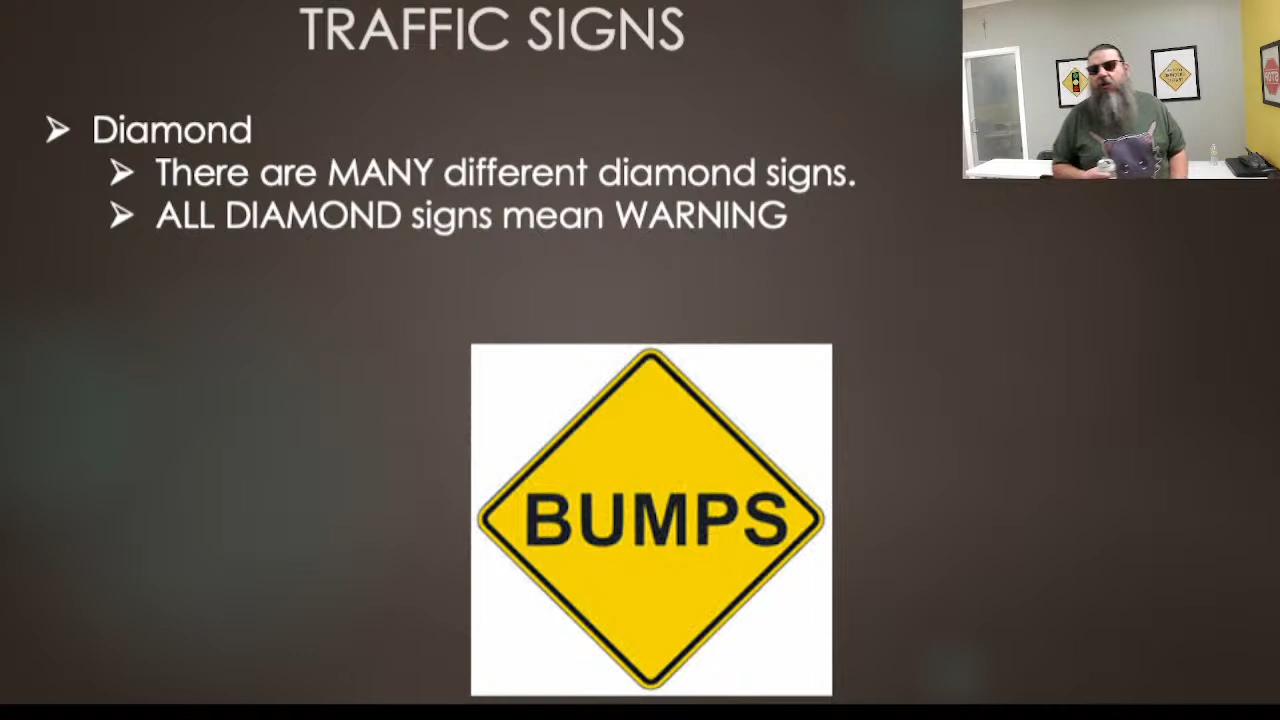 TRAFFIC SIGNS
➢ Diamond
➢ There are MANY different diamond signs.
➢ ALL DIAMOND signs mean WARNING
BUMPS